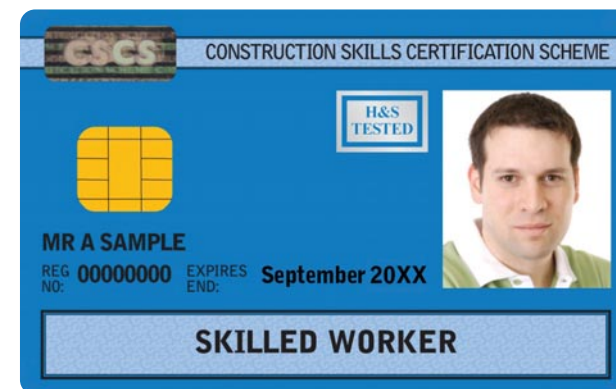 CSCS
CONSTRUCTION SKILLS CERTIFICATION SCHEME
H&S
TESTED
MR A SAMPLE
REG NO: 00000000 EXPIRES END: September 20XX
SKILLED WORKER